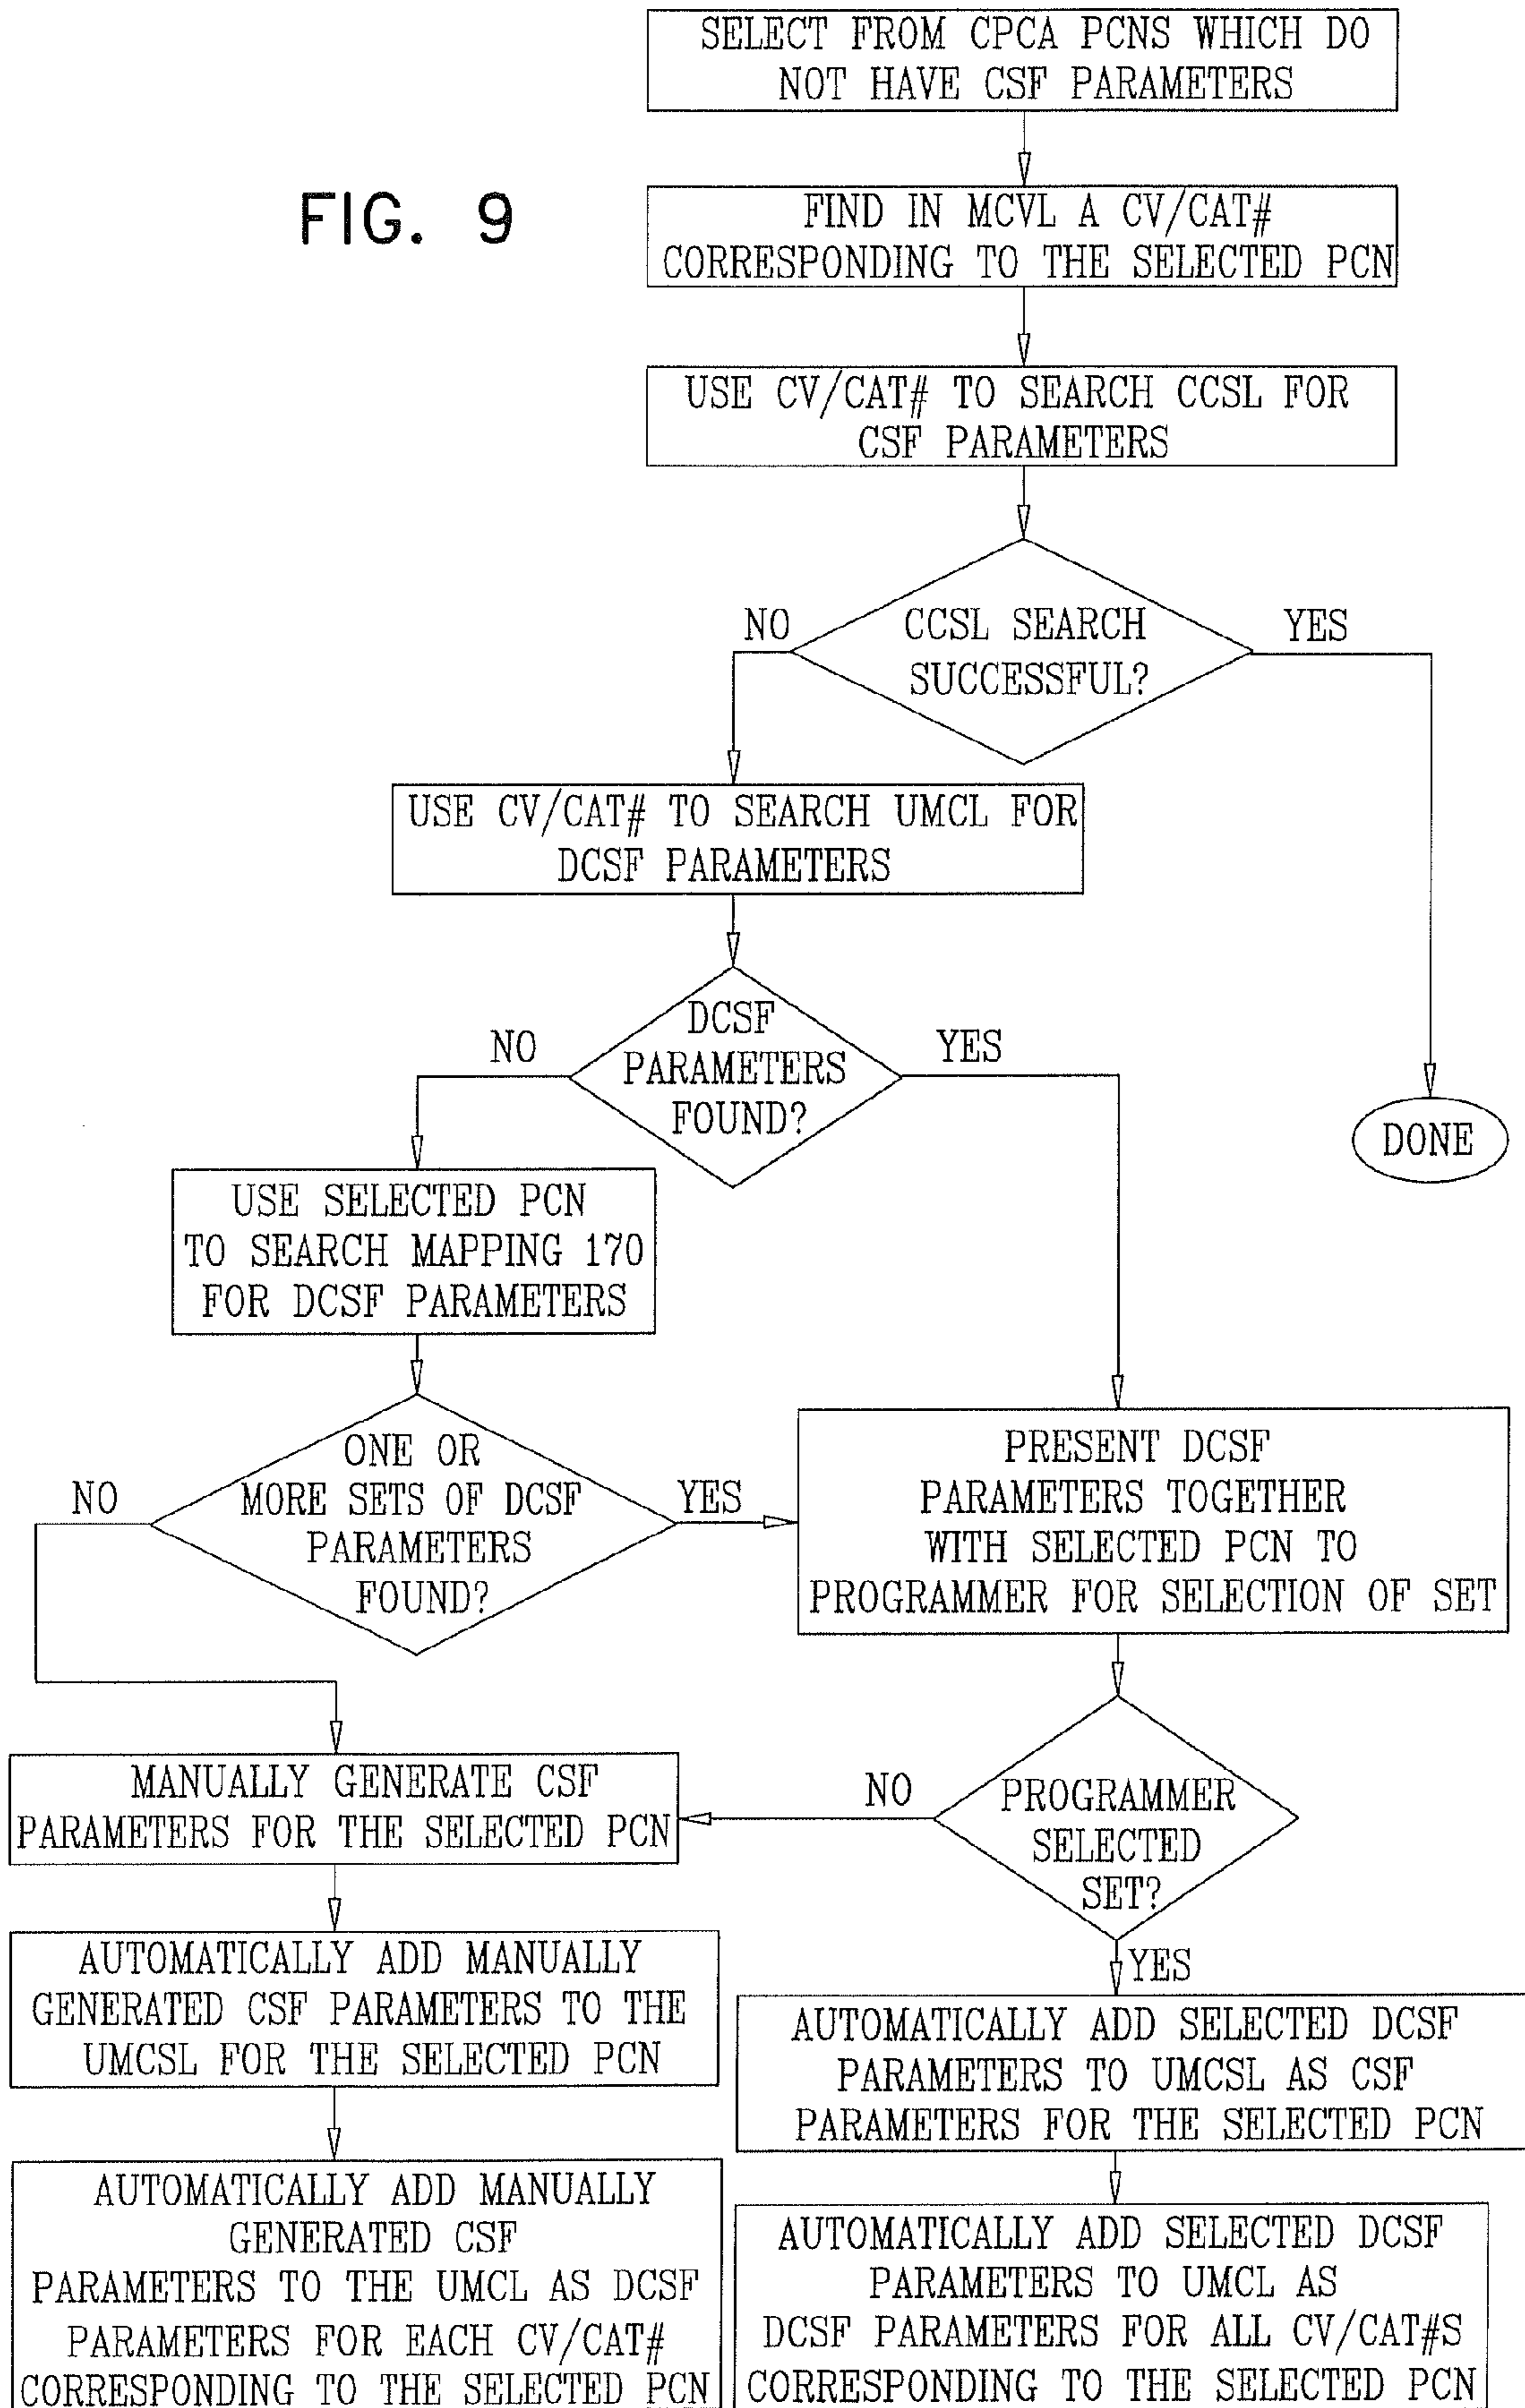 SELECT FROM CPCA PCNS WHICH DO
NOT HAVE CSF PARAMETERS
FIG. 9
FIND IN MCVL A CV/CAT#
CORRESPONDING TO THE SELECTED PCN
USE CV/CAT# TO SEARCH CCSL FOR
CSF PARAMETERS
NO
CCSL SEARCH
SUCCESSFUL?
YES
USE CV/CAT# TO SEARCH UMCL FOR
DCSF PARAMETERS
NO
DCSF
PARAMETERS
FOUND?
YES
DONE
USE SELECTED PCN
TO SEARCH MAPPING 170
FOR DCSF PARAMETERS
NO
ONE OR
MORE SETS OF DCSF
PARAMETERS
FOUND?
YES
PRESENT DCSF
PARAMETERS TOGETHER
WITH SELECTED PCN TO
PROGRAMMER FOR SELECTION OF SET
MANUALLY GENERATE CSF
PARAMETERS FOR THE SELECTED PCN
NO
PROGRAMMER
SELECTED
SET?
YES
AUTOMATICALLY ADD MANUALLY
GENERATED CSF PARAMETERS TO THE
UMCSL FOR THE SELECTED PCN
AUTOMATICALLY ADD SELECTED DCSF
PARAMETERS TO UMCSL AS CSF
PARAMETERS FOR THE SELECTED PCN
AUTOMATICALLY ADD MANUALLY
GENERATED CSF
PARAMETERS TO THE UMCL AS DCSF
PARAMETERS FOR EACH CV/CAT#
CORRESPONDING TO THE SELECTED PCN
AUTOMATICALLY ADD SELECTED DCSF
PARAMETERS TO UMCL AS
DCSF PARAMETERS FOR ALL CV/CAT#S
CORRESPONDING TO THE SELECTED PCN